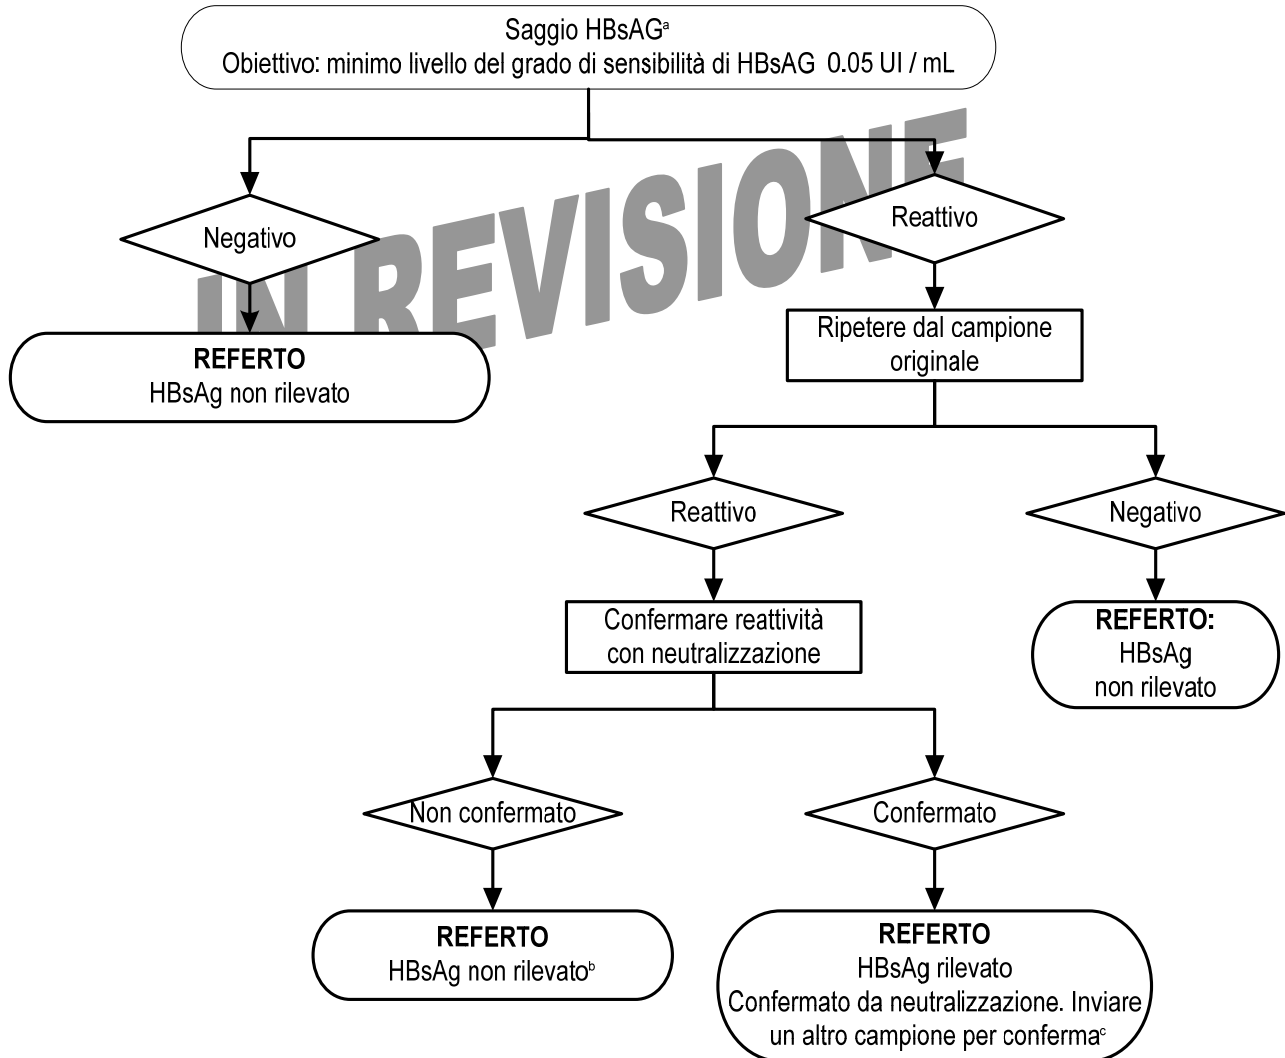 Saggio HBsAGᵃ
Obiettivo: minimo livello del grado di sensibilità di HBsAG 0.05 UI / mL
IN REVISIONE
Negativo
Reattivo
REFERTO
HBsAg non rilevato
Ripetere dal campione
originale
Reattivo
Negativo
Confermare reattività
con neutralizzazione
REFERTO:
HBsAg
non rilevato
Non confermato
Confermato
REFERTO
HBsAg non rilevatoᵇ
REFERTO
HBsAg rilevato
Confermato da neutralizzazione. Inviare
un altro campione per confermaᶜ